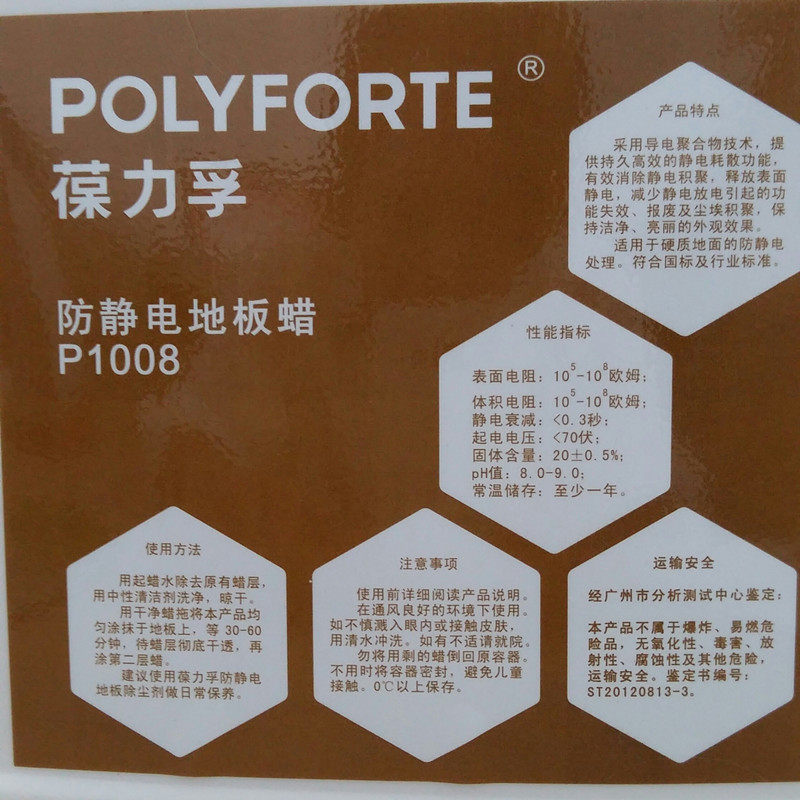 POLYFORTE ®
葆力孚
防静电地板蜡
P1008
产品特点
采用导电聚合物技术，提
供持久高效的静电耗散功能，
有效消除静电积聚，释放表面
静电，减少静电放电引起的功
能失效、报废及尘埃积聚，保
持洁净、亮丽的外观效果。
适用于硬质地面的防静电
处理。符合国标及行业标准。
性能指标
表面电阻：10⁵-10⁸欧姆；
体积电阻：10⁵-10⁸欧姆；
静电衰减：<0.3秒；
起电电压：<70伏；
固体含量：20±0.5%；
pH值：8.0-9.0；
常温储存：至少一年。
使用方法
用起蜡水除去原有蜡层，
用中性清洁剂洗净，晾干。
用干净蜡拖将本产品均
匀涂抹于地板上，等30-60
分钟，待蜡层彻底干透，再
涂第二层蜡。
建议使用葆力孚防静电
地板除尘剂做日常保养。
注意事项
使用前详细阅读产品说明。
在通风良好的环境下使用。
如不慎溅入眼内或接触皮肤，
用清水冲洗。如有不适请就院。
勿将用剩的蜡倒回原容器。
不用时将容器密封，避免儿童
接触。0℃以上保存。
运输安全
经广州市分析测试中心鉴定：
本产品不属于爆炸、易燃危
险品，无氧化性、毒害、放
射性、腐蚀性及其他危险，
运输安全。鉴定书编号：
ST20120813-3。